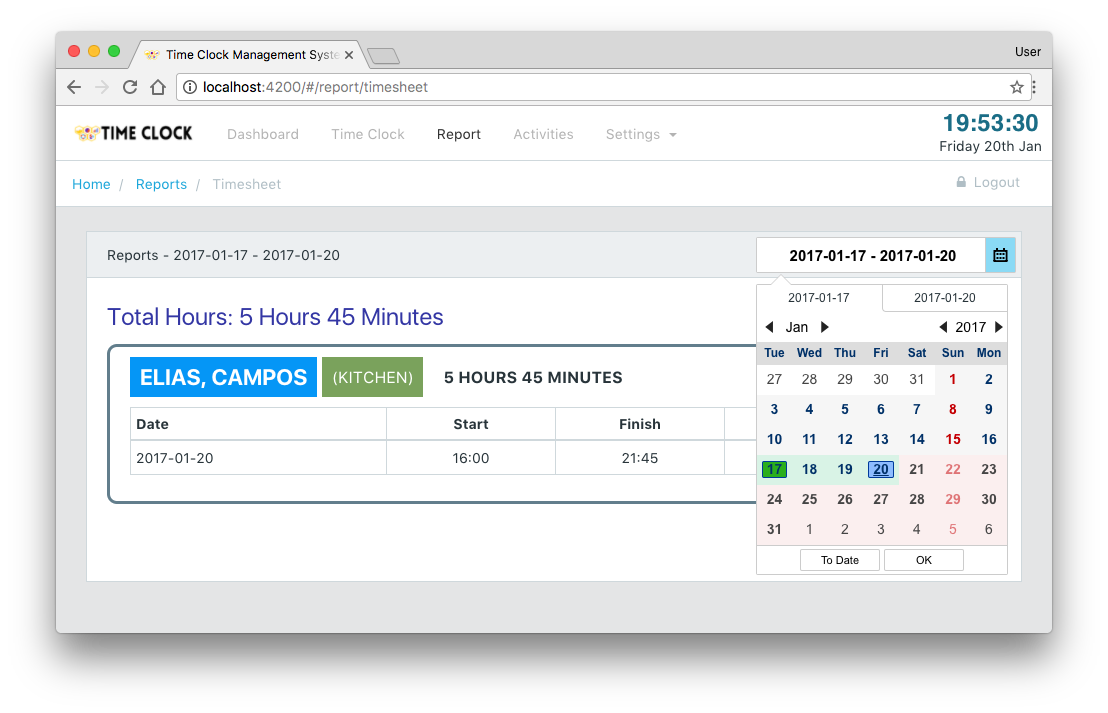 Time Clock Management Syste
User
localhost:4200/#/report/timesheet
TIME CLOCK
Dashboard
Time Clock
Report
Activities
Settings
19:53:30
Friday 20th Jan
Home / Reports / Timesheet
Logout
Reports - 2017-01-17 - 2017-01-20
2017-01-17 - 2017-01-20
Total Hours: 5 Hours 45 Minutes
ELIAS, CAMPOS (KITCHEN) 5 HOURS 45 MINUTES
Date Start Finish
2017-01-20 16:00 21:45
2017-01-17 2017-01-20
Jan 2017
Tue Wed Thu Fri Sat Sun Mon
27 28 29 30 31 1 2
3 4 5 6 7 8 9
10 11 12 13 14 15 16
17 18 19 20 21 22 23
24 25 26 27 28 29 30
31 1 2 3 4 5 6
To Date OK